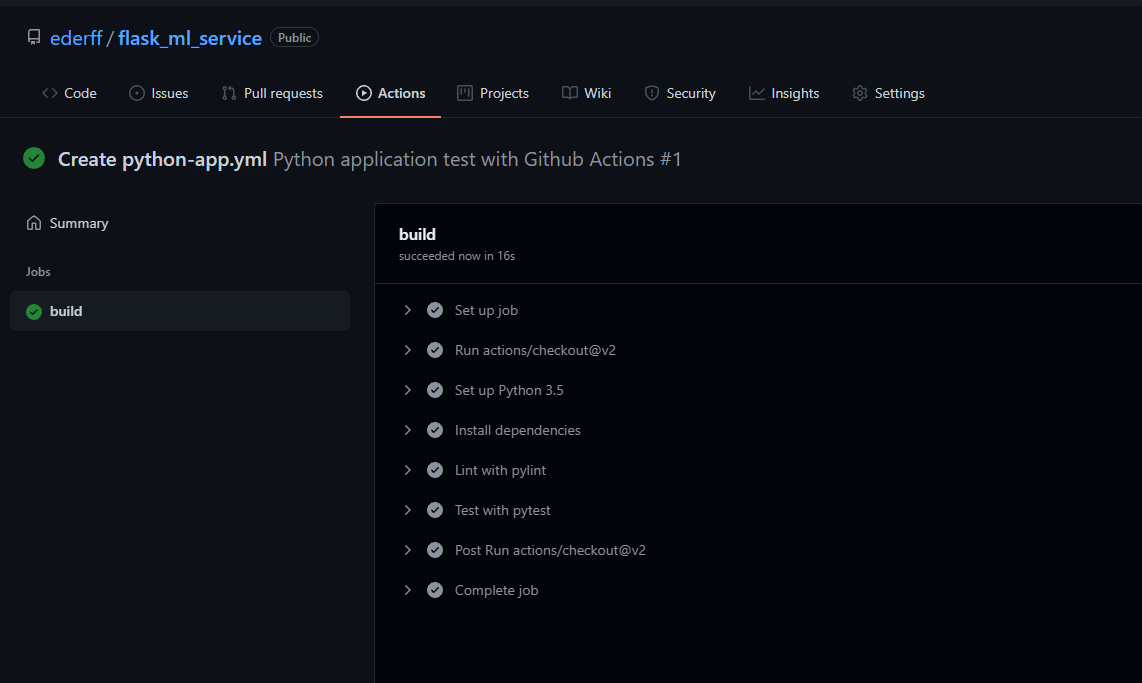 ederff / flask_ml_service Public
Code Issues Pull requests Actions Projects Wiki Security Insights Settings
Create python-app.yml Python application test with Github Actions #1
Summary
Jobs
build
build
succeeded now in 16s
Set up job
Run actions/checkout@v2
Set up Python 3.5
Install dependencies
Lint with pylint
Test with pytest
Post Run actions/checkout@v2
Complete job